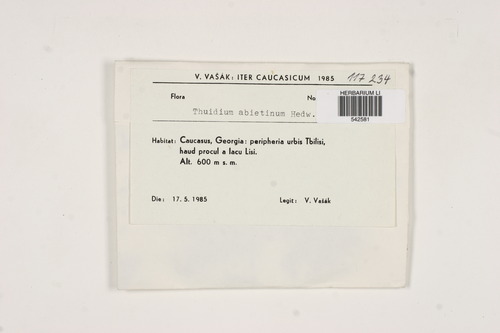 V. VAŠÁK: ITER CAUCASICUM 1985 117 234
HERBARIUM.LI
542581
Flora No
Thuidium abietinum Hedw.
Habitat: Caucasus, Georgia: peripheria urbis Tbilisi,
haud procul a lacu Lisi.
Alt. 600 m s. m.
Die: 17. 5. 1985 Legit: V. Vašák